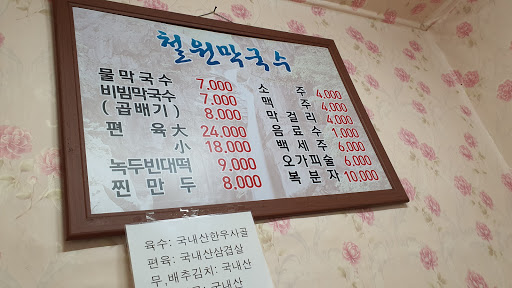 철원막국수
물막국수 7,000
비빔막국수 7,000
(곱배기) 8,000
편육大 24,000
小 18,000
녹두빈대떡 9,000
찐만두 8,000
소주 4,000
맥주 4,000
막걸리 4,000
음료수 1,000
백세주 6,000
오가피술 6,000
복분자 10,000
육수: 국내산한우사골
편육: 국내산삼겹살
무,배추김치: 국내산
국내산